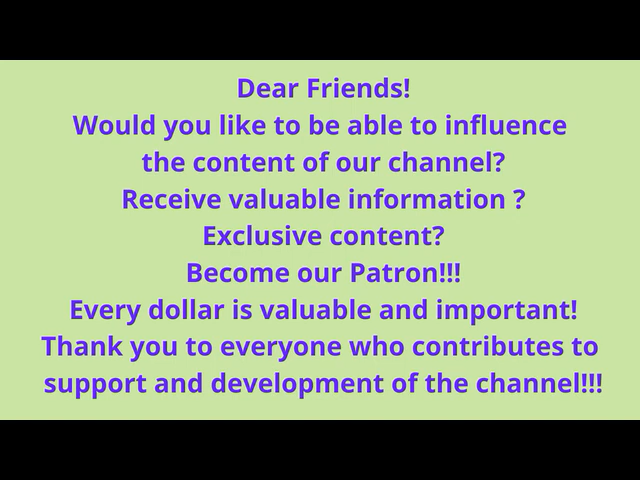 Dear Friends!
Would you like to be able to influence
the content of our channel?
Receive valuable information ?
Exclusive content?
Become our Patron!!!
Every dollar is valuable and important!
Thank you to everyone who contributes to
support and development of the channel!!!